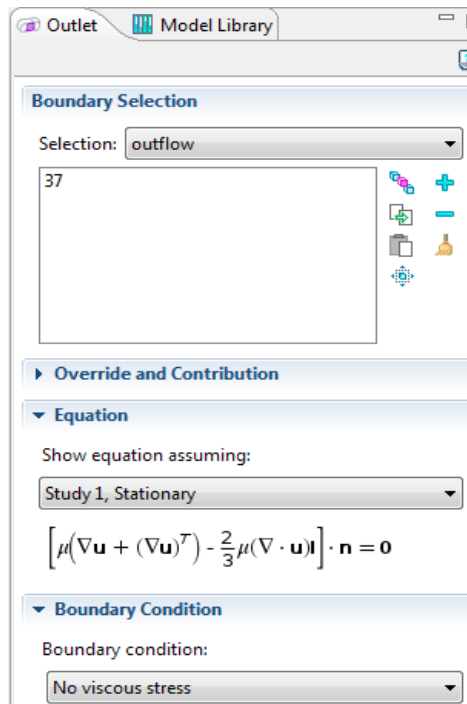 Outlet Model Library
Boundary Selection
Selection: outflow
37
Override and Contribution
Equation
Show equation assuming:
Study 1, Stationary
[μ(∇u + (∇u)ᵀ) - 2/3 μ(∇ · u)I] · n = 0
Boundary Condition
Boundary condition:
No viscous stress